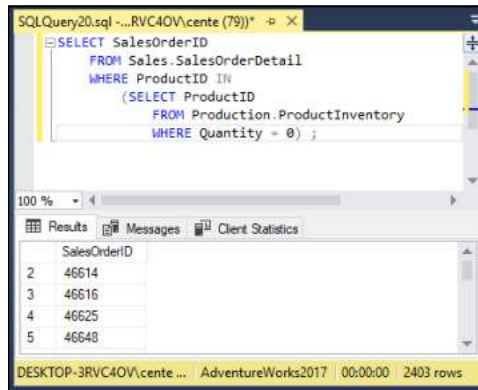 SQLQuery20.sql -...RVC4OV\cente (79))*
SELECT SalesOrderID
FROM Sales.SalesOrderDetail
WHERE ProductID IN
(SELECT ProductID
FROM Production.ProductInventory
WHERE Quantity = 0) ;
100 %
Results Messages Client Statistics
SalesOrderID
2 46614
3 46616
4 46625
5 46648
DESKTOP-3RVC4OV\cente ... AdventureWorks2017 00:00:00 2403 rows